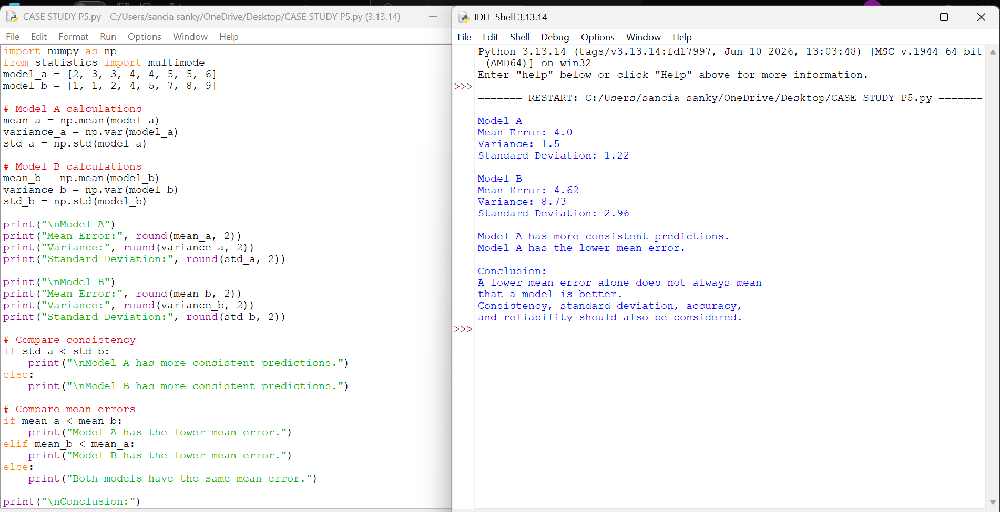 CASE STUDY P5.py - C:/Users/sancia sanky/OneDrive/Desktop/CASE STUDY P5.py (3.13.14)
File Edit Format Run Options Window Help
import numpy as np
from statistics import multimode
model_a = [2, 3, 3, 4, 4, 5, 5, 6]
model_b = [1, 1, 2, 4, 5, 7, 8, 9]

# Model A calculations
mean_a = np.mean(model_a)
variance_a = np.var(model_a)
std_a = np.std(model_a)

# Model B calculations
mean_b = np.mean(model_b)
variance_b = np.var(model_b)
std_b = np.std(model_b)

print("\nModel A")
print("Mean Error:", round(mean_a, 2))
print("Variance:", round(variance_a, 2))
print("Standard Deviation:", round(std_a, 2))

print("\nModel B")
print("Mean Error:", round(mean_b, 2))
print("Variance:", round(variance_b, 2))
print("Standard Deviation:", round(std_b, 2))

# Compare consistency
if std_a < std_b:
    print("\nModel A has more consistent predictions.")
else:
    print("\nModel B has more consistent predictions.")

# Compare mean errors
if mean_a < mean_b:
    print("Model A has the lower mean error.")
elif mean_b < mean_a:
    print("Model B has the lower mean error.")
else:
    print("Both models have the same mean error.")

print("\nConclusion:")
IDLE Shell 3.13.14
File Edit Shell Debug Options Window Help
Python 3.13.14 (tags/v3.13.14:fd17997, Jun 10 2026, 13:03:48) [MSC v.1944 64 bit
 (AMD64)] on win32
Enter "help" below or click "Help" above for more information.
>>>
======= RESTART: C:/Users/sancia sanky/OneDrive/Desktop/CASE STUDY P5.py =======

Model A
Mean Error: 4.0
Variance: 1.5
Standard Deviation: 1.22

Model B
Mean Error: 4.62
Variance: 8.73
Standard Deviation: 2.96

Model A has more consistent predictions.
Model A has the lower mean error.

Conclusion:
A lower mean error alone does not always mean
that a model is better.
Consistency, standard deviation, accuracy,
and reliability should also be considered.
>>>